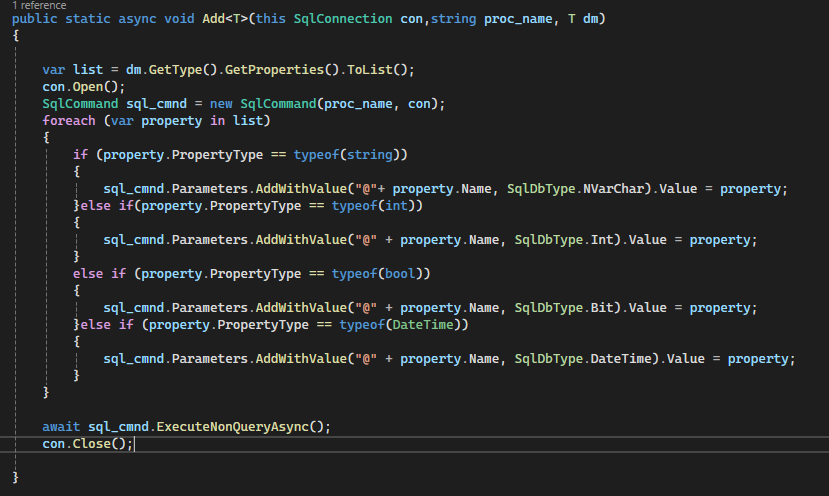 1 reference
public static async void Add<T>(this SqlConnection con,string proc_name, T dm)
{
var list = dm.GetType().GetProperties().ToList();
con.Open();
SqlCommand sql_cmnd = new SqlCommand(proc_name, con);
foreach (var property in list)
{
if (property.PropertyType == typeof(string))
{
sql_cmnd.Parameters.AddWithValue("@"+ property.Name, SqlDbType.NVarChar).Value = property;
}else if(property.PropertyType == typeof(int))
{
sql_cmnd.Parameters.AddWithValue("@" + property.Name, SqlDbType.Int).Value = property;
}
else if (property.PropertyType == typeof(bool))
{
sql_cmnd.Parameters.AddWithValue("@" + property.Name, SqlDbType.Bit).Value = property;
}else if (property.PropertyType == typeof(DateTime))
{
sql_cmnd.Parameters.AddWithValue("@" + property.Name, SqlDbType.DateTime).Value = property;
}
}
await sql_cmnd.ExecuteNonQueryAsync();
con.Close();
}